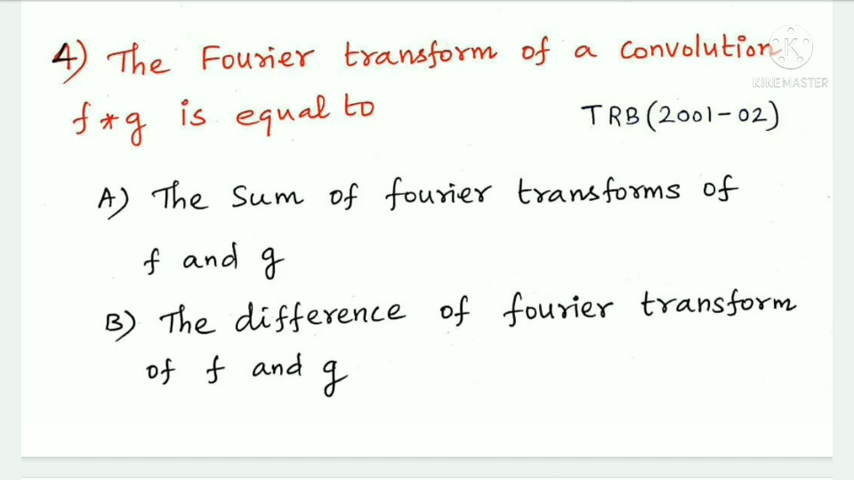 4) The Fourier transform of a convolution
KINEMASTER
f * g is equal to
TRB (2001-02)
A) The Sum of fourier transforms of
f and g
B) The difference of fourier transform
of f and g